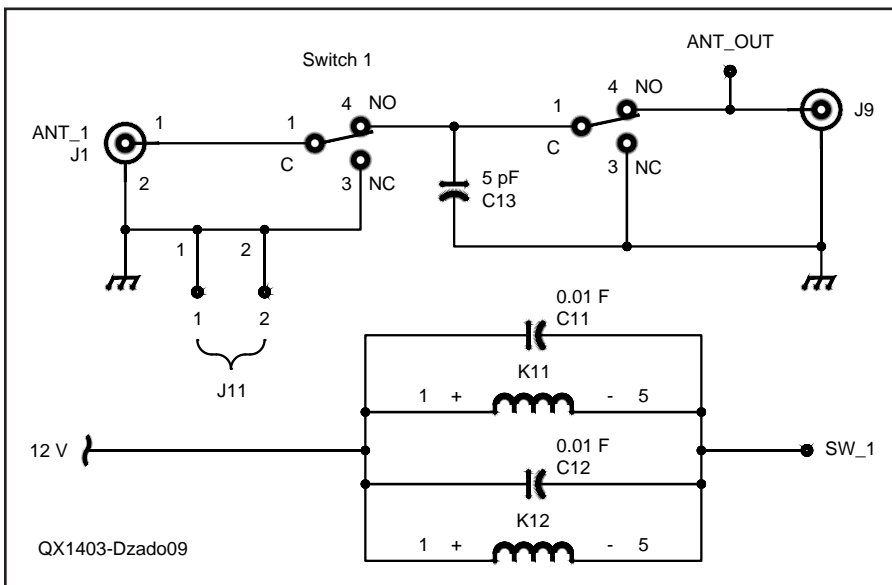 ANT_OUT
Switch 1
4 NO
4 NO
J9
ANT_1
J1
1
1
C
1
C
2
3 NC
5 pF
C13
3 NC
1
2
1
2
J11
0.01 F
C11
K11
1 + - 5
12 V
0.01 F
C12
SW_1
K12
1 + - 5
QX1403-Dzado09